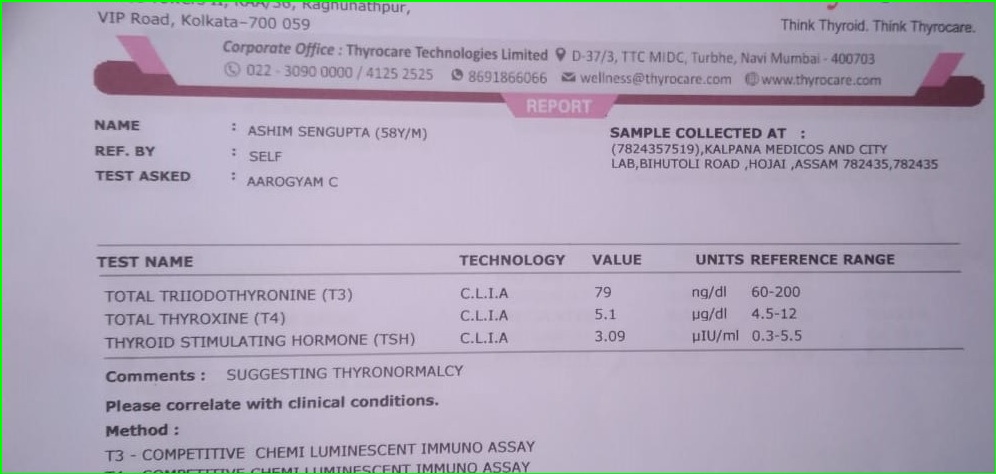 Raghunathpur,
VIP Road, Kolkata-700 059
Think Thyroid. Think Thyrocare.
Corporate Office : Thyrocare Technologies Limited D-37/3, TTC MIDC, Turbhe, Navi Mumbai - 400703
022 - 3090 0000 / 4125 2525 8691866066 wellness@thyrocare.com www.thyrocare.com
REPORT
NAME : ASHIM SENGUPTA (58Y/M)
REF. BY : SELF
TEST ASKED : AAROGYAM C
SAMPLE COLLECTED AT :
(7824357519),KALPANA MEDICOS AND CITY
LAB,BIHUTOLI ROAD ,HOJAI ,ASSAM 782435,782435
TEST NAME TECHNOLOGY VALUE UNITS REFERENCE RANGE
TOTAL TRIIODOTHYRONINE (T3) C.L.I.A 79 ng/dl 60-200
TOTAL THYROXINE (T4) C.L.I.A 5.1 µg/dl 4.5-12
THYROID STIMULATING HORMONE (TSH) C.L.I.A 3.09 µIU/ml 0.3-5.5
Comments : SUGGESTING THYRONORMALCY
Please correlate with clinical conditions.
Method :
T3 - COMPETITIVE CHEMI LUMINESCENT IMMUNO ASSAY
COMPETITIVE CHEMI LUMINESCENT IMMUNO ASSAY